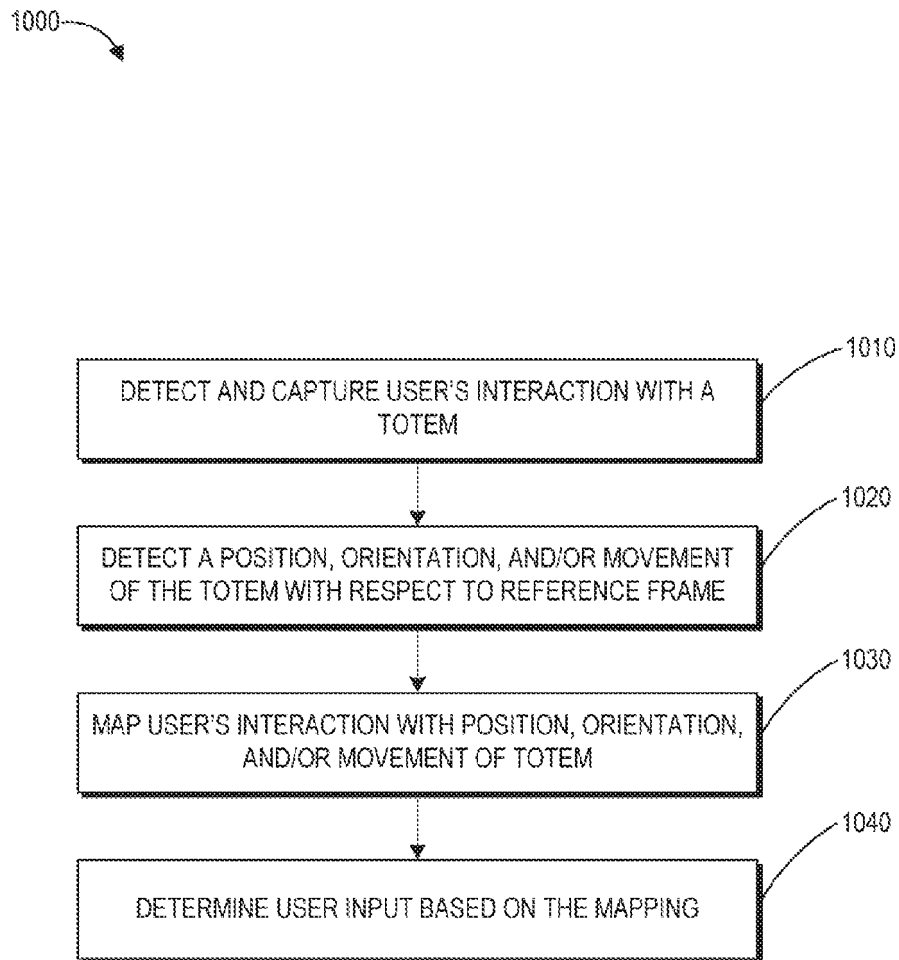 1000
1010
DETECT AND CAPTURE USER'S INTERACTION WITH A
TOTEM
1020
DETECT A POSITION, ORIENTATION, AND/OR MOVEMENT
OF THE TOTEM WITH RESPECT TO REFERENCE FRAME
1030
MAP USER'S INTERACTION WITH POSITION, ORIENTATION,
AND/OR MOVEMENT OF TOTEM
1040
DETERMINE USER INPUT BASED ON THE MAPPING